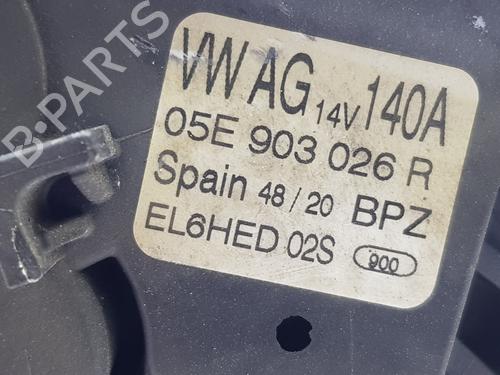 B-PARTS
VW AG 14V 140A
05E 903 026 R
Spain 48 / 20 BPZ
EL6HED 02S 900